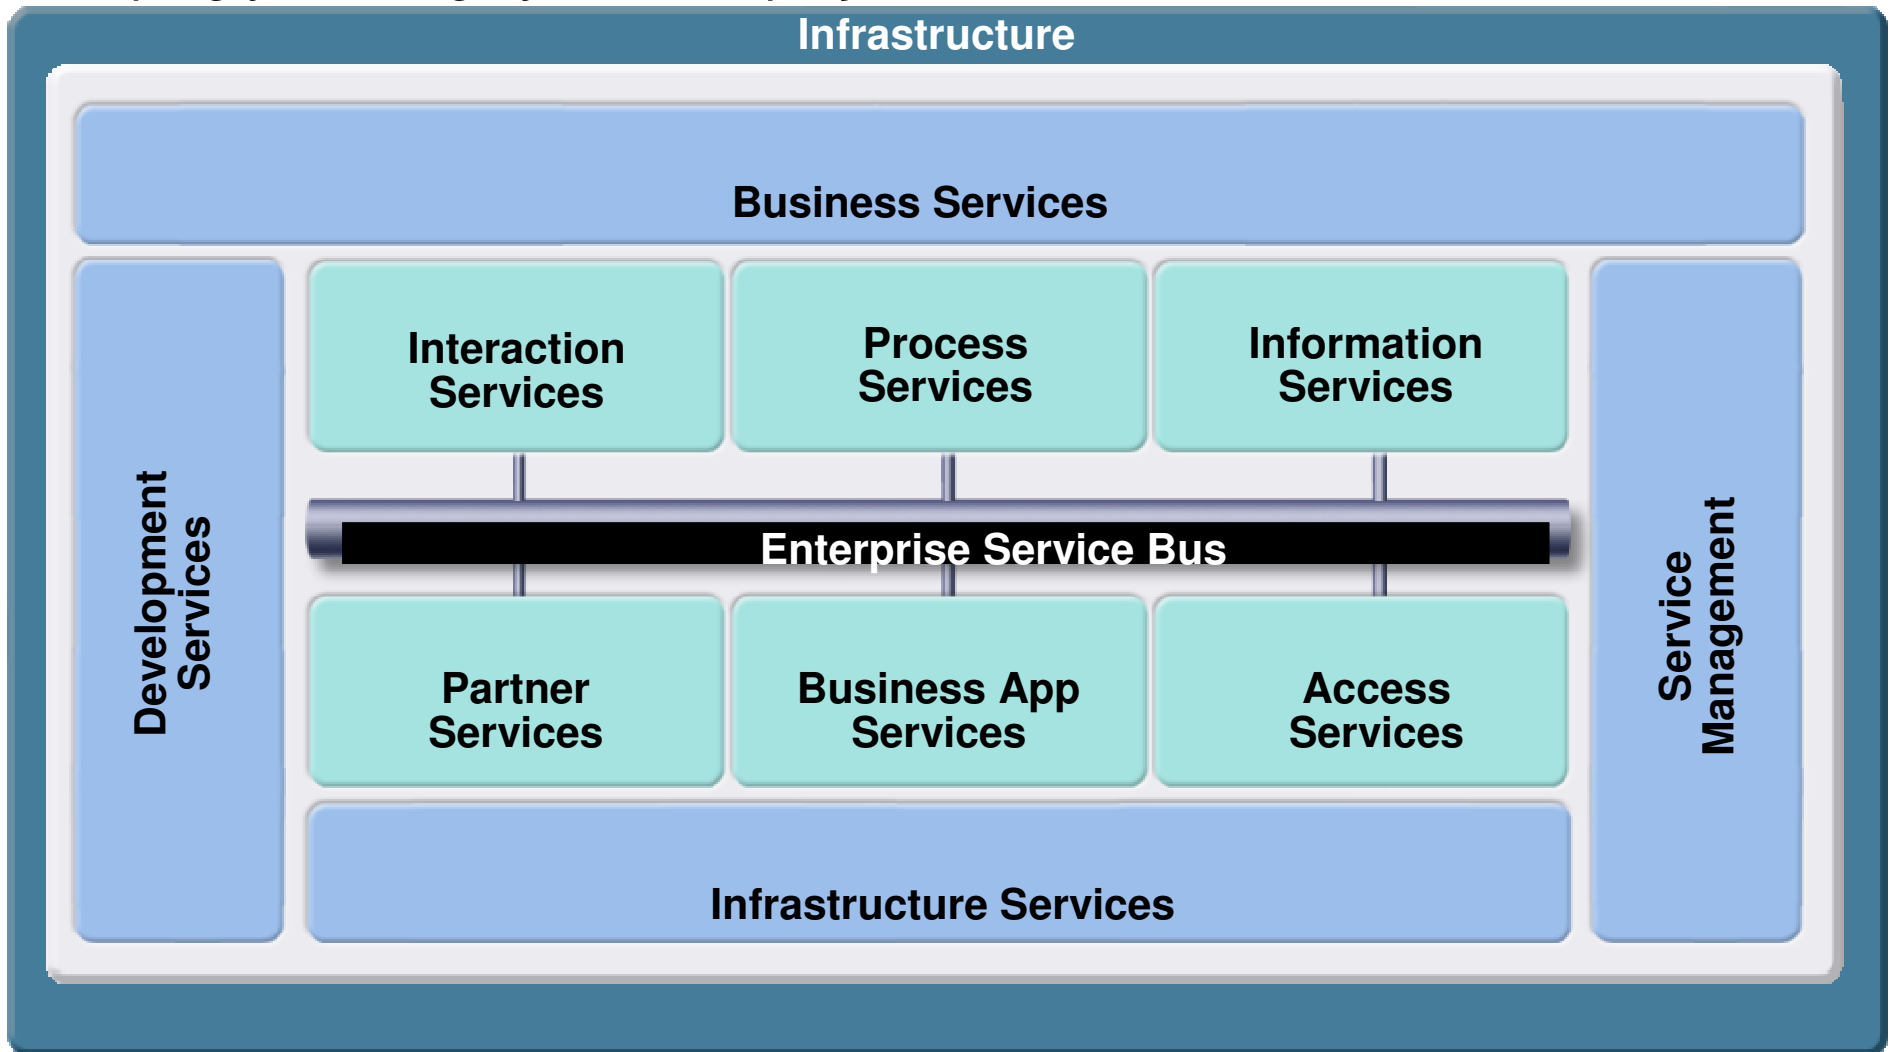 Infrastructure
Business Services
Interaction
Services
Process
Services
Information
Services
Development
Services
Enterprise Service Bus
Service
Management
Partner
Services
Business App
Services
Access
Services
Infrastructure Services